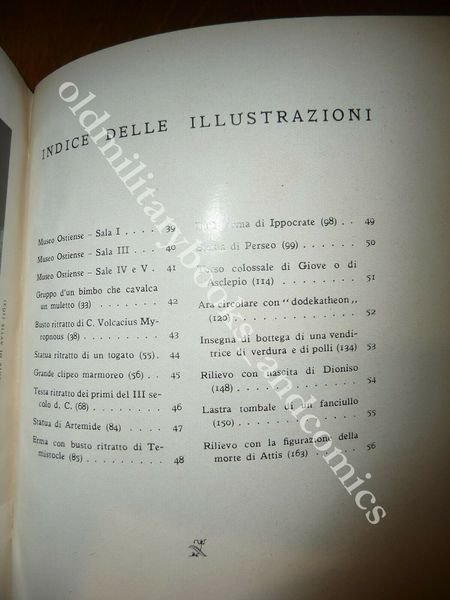 INDICE DELLE ILLUSTRAZIONI
Museo Ostiense – Sala I . . . . 39
Museo Ostiense – Sala III . . . 40
Museo Ostiense – Sale IV e V . 41
Gruppo d'un bimbo che cavalca
un muletto (33) . . . . . . 42
Busto ritratto di C. Volcacius My-
ropnous (38) . . . . . . . 43
Statua ritratto di un togato (55) . 44
Grande clipeo marmoreo (56) . . 45
Testa ritratto dei primi del III se-
colo d. C. (68) . . . . . . 46
Statua di Artemide (84) . . . . 47
Erma con busto ritratto di Te-
mistocle (85) . . . . . . . 48
di Ippocrate (98) . 49
di Perseo (99) . . . . 50
Torso colossale di Giove o di
Asclepio (114) . . . . . . . 51
Ara circolare con "dodekatheon„
(120) . . . . . . . . . . 52
Insegna di bottega di una vendi-
trice di verdura e di polli (134) 53
Rilievo con nascita di Dioniso
(148) . . . . . . . . . . 54
Lastra tombale di un fanciullo
(150) . . . . . . . . . . 55
Rilievo con la figurazione della
morte di Attis (163) . . . . 56
oldmilitarybooks_andcomics